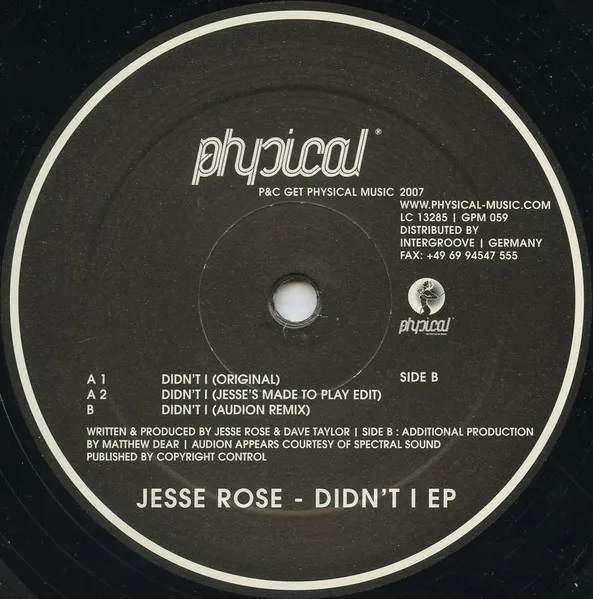 physical®
P&C GET PHYSICAL MUSIC 2007
WWW.PHYSICAL-MUSIC.COM
LC 13285 | GPM 059
DISTRIBUTED BY
INTERGROOVE | GERMANY
FAX: +49 69 94547 555
physical
A 1 DIDN'T I (ORIGINAL) SIDE B
A 2 DIDN'T I (JESSE'S MADE TO PLAY EDIT)
B DIDN'T I (AUDION REMIX)
WRITTEN & PRODUCED BY JESSE ROSE & DAVE TAYLOR | SIDE B : ADDITIONAL PRODUCTION
BY MATTHEW DEAR | AUDION APPEARS COURTESY OF SPECTRAL SOUND
PUBLISHED BY COPYRIGHT CONTROL
JESSE ROSE - DIDN'T I EP